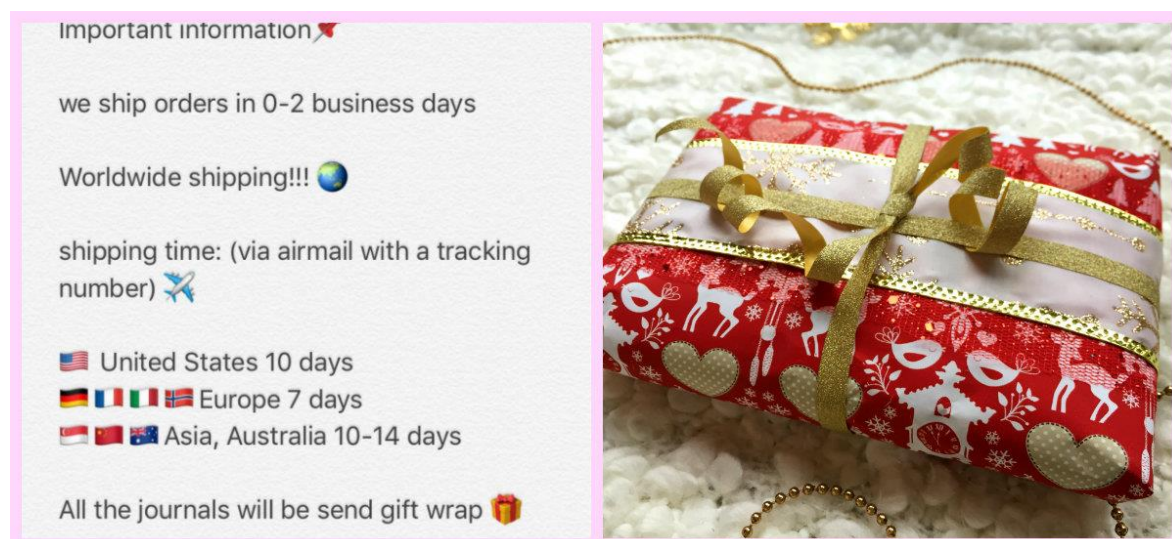 Important information📌
we ship orders in 0-2 business days
Worldwide shipping!!! 🌏
shipping time: (via airmail with a tracking
number) ✈️
🇺🇸 United States 10 days
🇩🇪🇫🇷🇮🇹🇳🇴 Europe 7 days
🇸🇬🇨🇳🇦🇺 Asia, Australia 10-14 days
All the journals will be send gift wrap 🎁